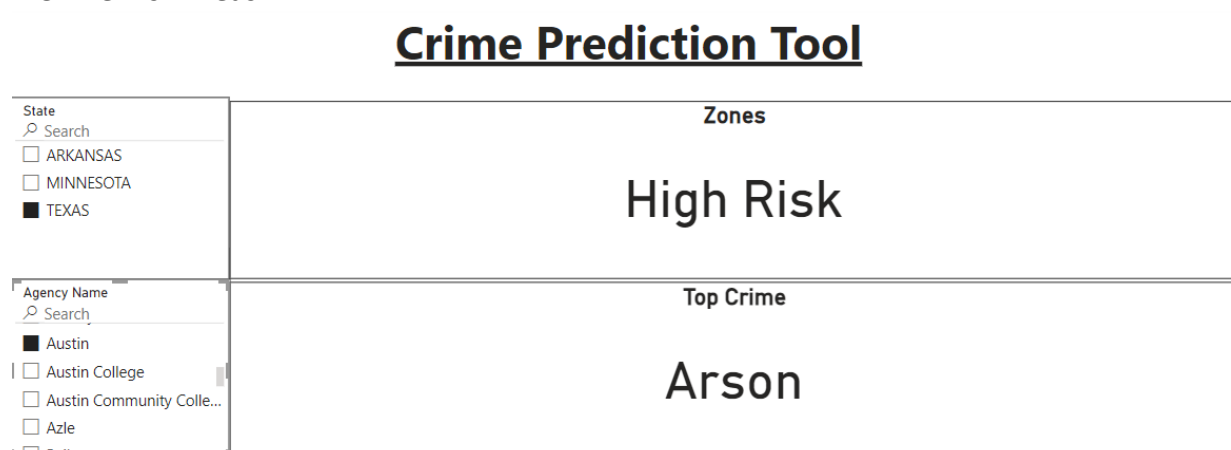 Crime Prediction Tool
State
Search
ARKANSAS
MINNESOTA
TEXAS
Zones
High Risk
Agency Name
Search
Austin
Austin College
Austin Community Colle...
Azle
Top Crime
Arson